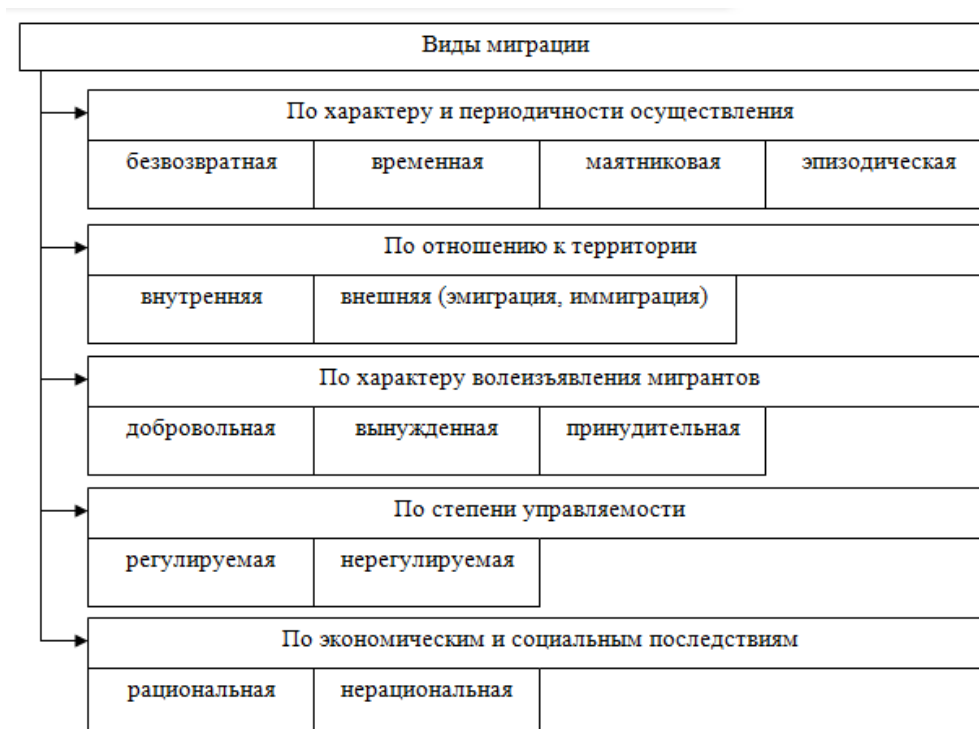 Виды миграции
По характеру и периодичности осуществления
безвозвратная временная маятниковая эпизодическая
По отношению к территории
внутренняя внешняя (эмиграция, иммиграция)
По характеру волеизъявления мигрантов
добровольная вынужденная принудительная
По степени управляемости
регулируемая нерегулируемая
По экономическим и социальным последствиям
рациональная нерациональная